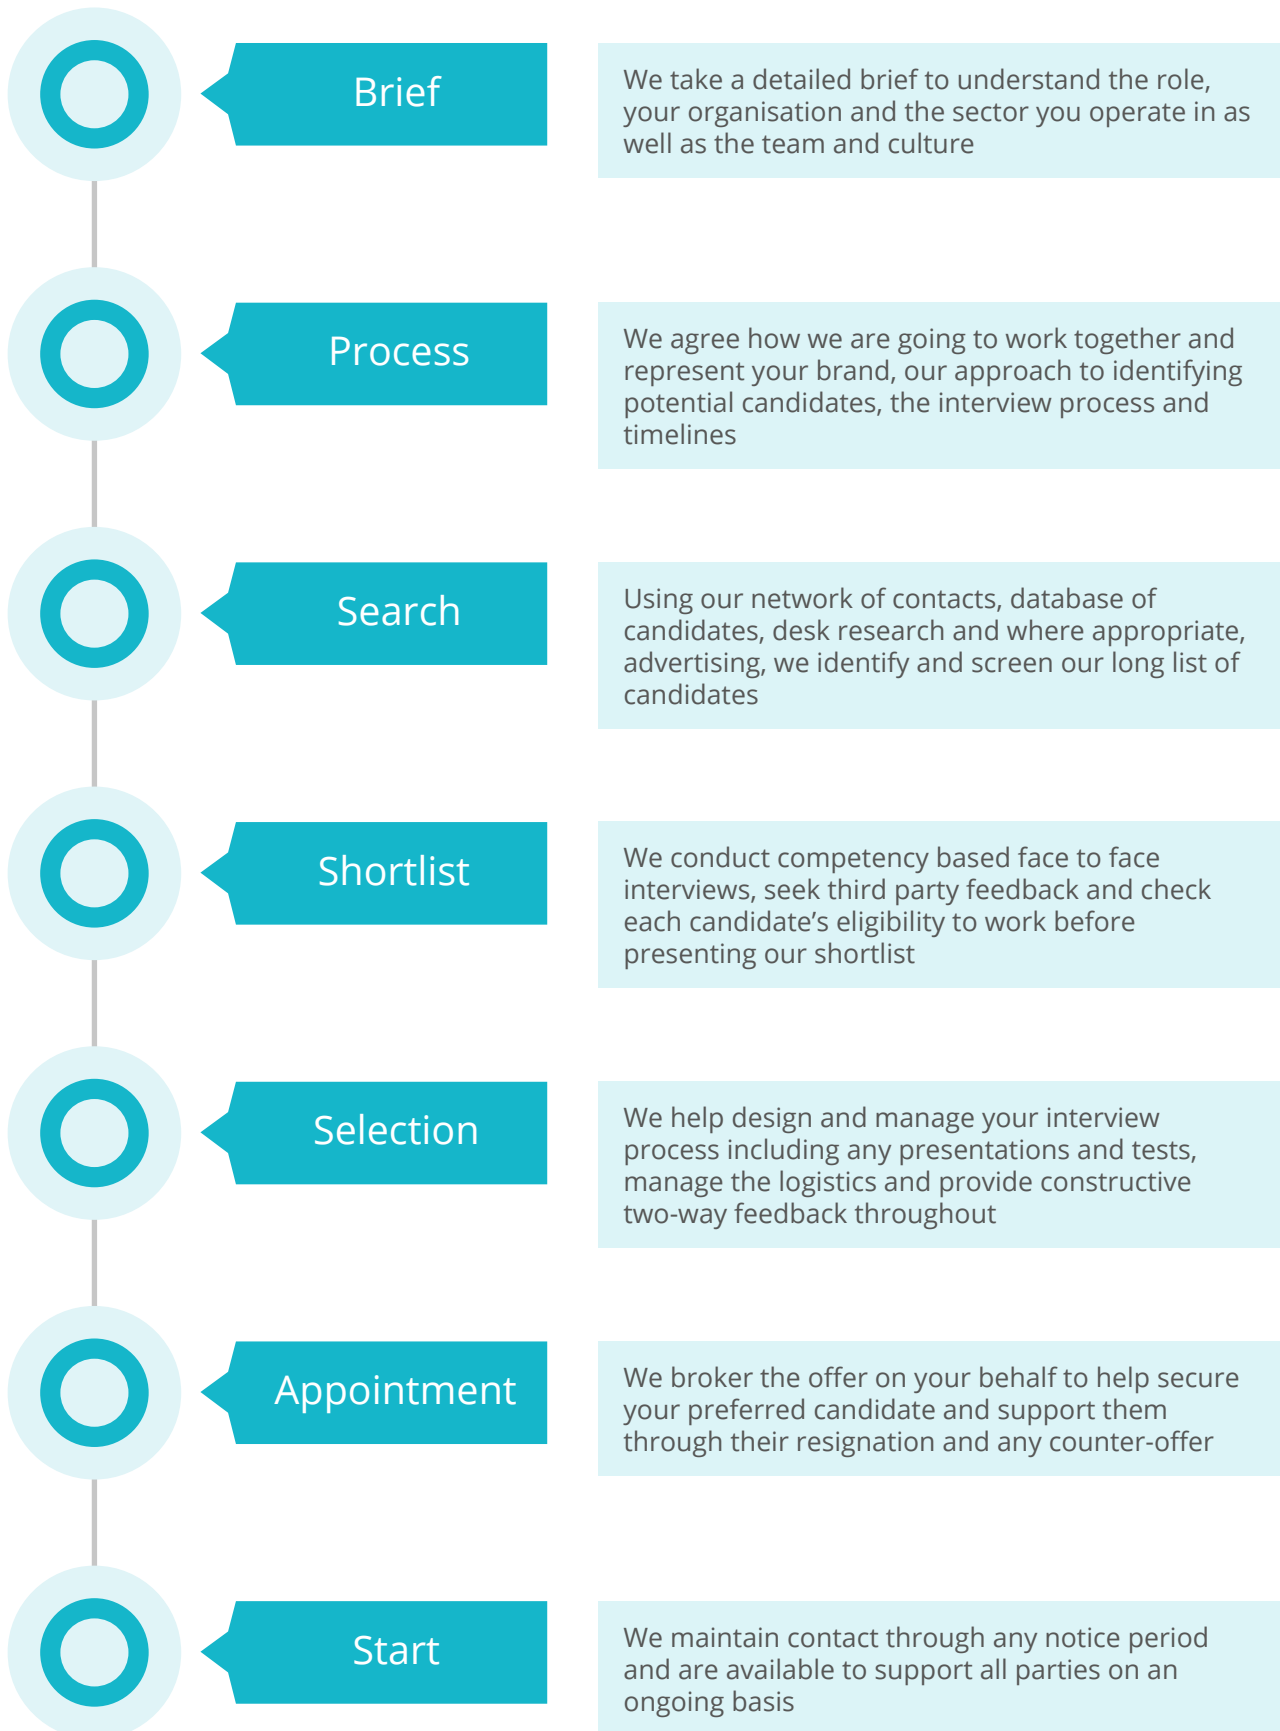 Brief
We take a detailed brief to understand the role,
your organisation and the sector you operate in as
well as the team and culture
Process
We agree how we are going to work together and
represent your brand, our approach to identifying
potential candidates, the interview process and
timelines
Search
Using our network of contacts, database of
candidates, desk research and where appropriate,
advertising, we identify and screen our long list of
candidates
Shortlist
We conduct competency based face to face
interviews, seek third party feedback and check
each candidate’s eligibility to work before
presenting our shortlist
Selection
We help design and manage your interview
process including any presentations and tests,
manage the logistics and provide constructive
two-way feedback throughout
Appointment
We broker the offer on your behalf to help secure
your preferred candidate and support them
through their resignation and any counter-offer
Start
We maintain contact through any notice period
and are available to support all parties on an
ongoing basis